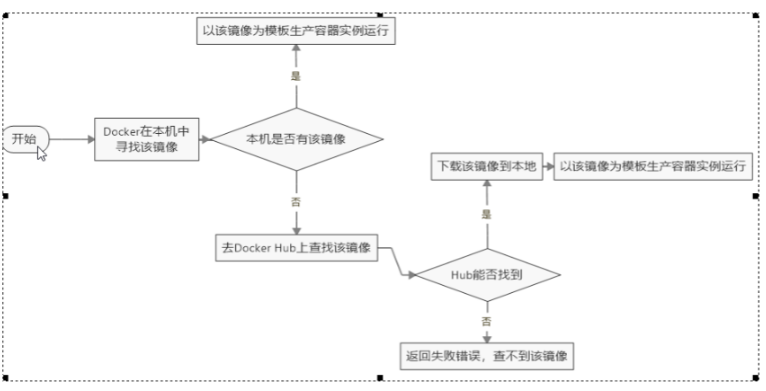 以该镜像为模板生产容器实例运行
是
开始
Docker在本机中
寻找该镜像
本机是否有该镜像
下载该镜像到本地
以该镜像为模板生产容器实例运行
否
是
去Docker Hub上查找该镜像
Hub能否找到
否
返回失败错误，查不到该镜像